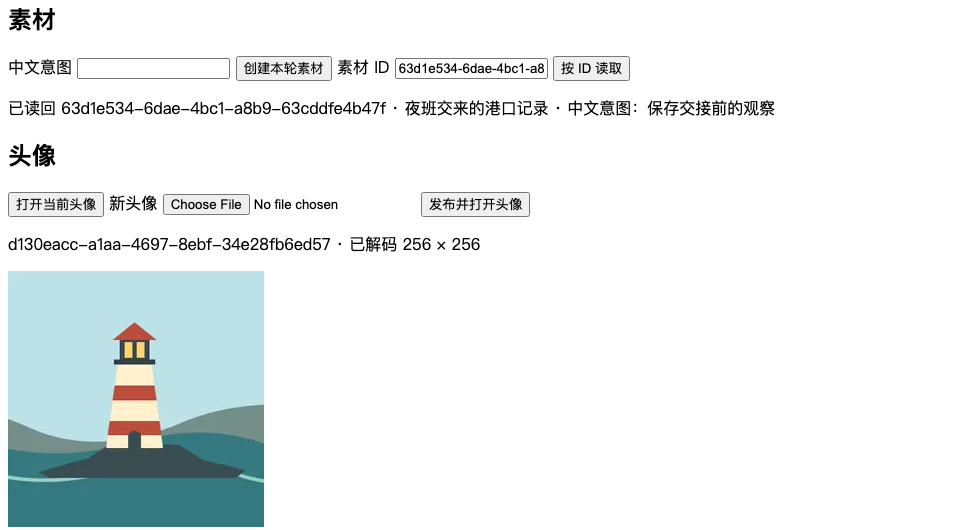 素材
中文意图 创建本轮素材 素材 ID 63d1e534-6dae-4bc1-a8 按 ID 读取
已读回 63d1e534-6dae-4bc1-a8b9-63cddfe4b47f · 夜班交来的港口记录 · 中文意图：保存交接前的观察
头像
打开当前头像 新头像 Choose File No file chosen 发布并打开头像
d130eacc-a1aa-4697-8ebf-34e28fb6ed57 · 已解码 256 × 256